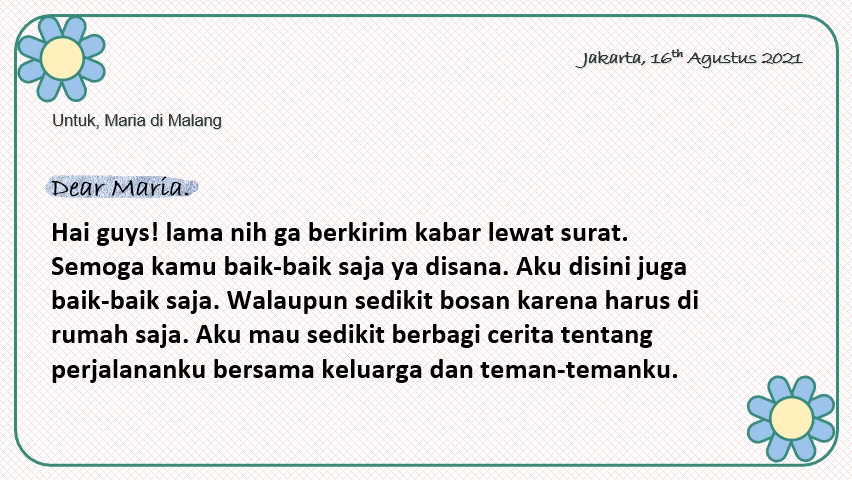 Jakarta, 16th Agustus 2021
Untuk, Maria di Malang
Dear Maria.
Hai guys! lama nih ga berkirim kabar lewat surat.
Semoga kamu baik-baik saja ya disana. Aku disini juga
baik-baik saja. Walaupun sedikit bosan karena harus di
rumah saja. Aku mau sedikit berbagi cerita tentang
perjalananku bersama keluarga dan teman-temanku.